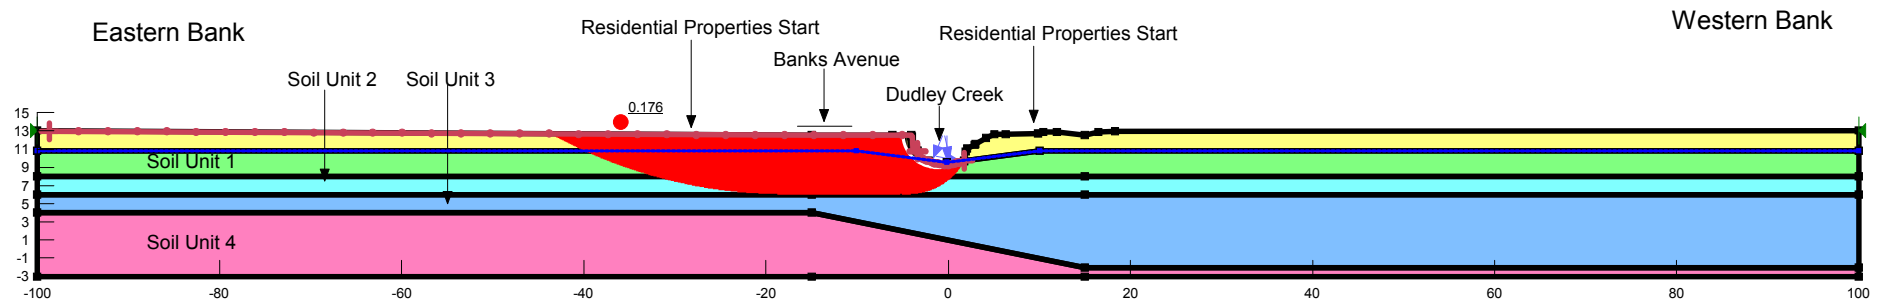 Eastern Bank
Residential Properties Start
Residential Properties Start
Western Bank
Soil Unit 2
Soil Unit 3
Banks Avenue
Dudley Creek
0.176
15
13
11
9
7
5
3
1
-1
-3
Soil Unit 1
Soil Unit 4
-100
-80
-60
-40
-20
0
20
40
60
80
100